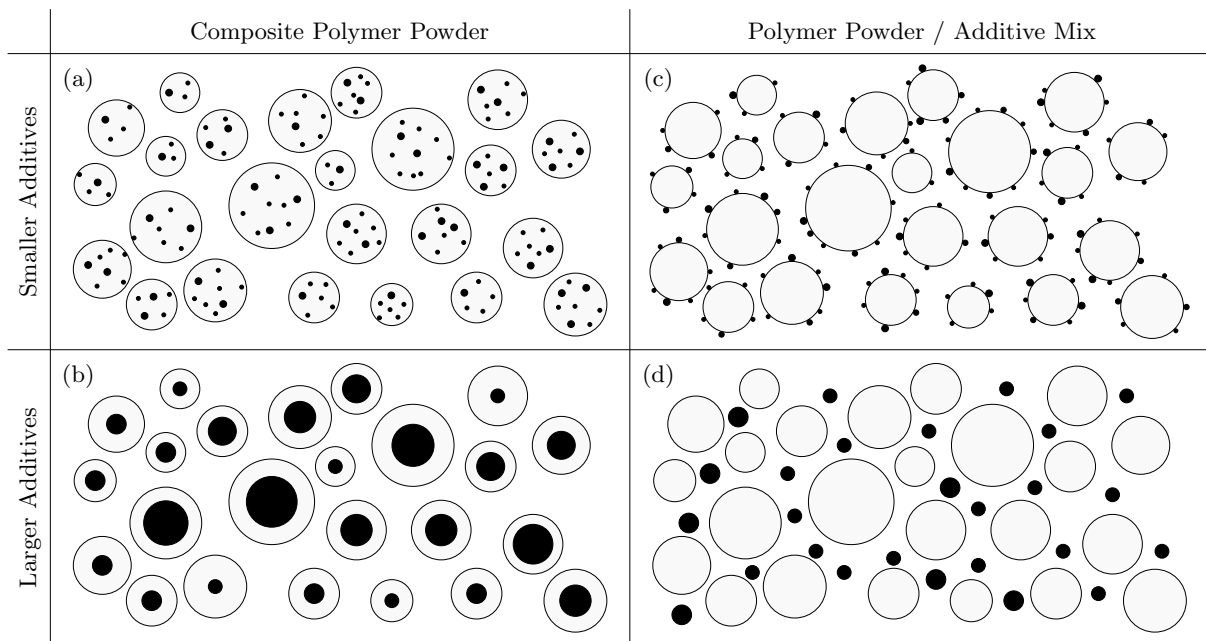 Composite Polymer Powder
Polymer Powder / Additive Mix
Smaller Additives
(a)
(c)
Larger Additives
(b)
(d)